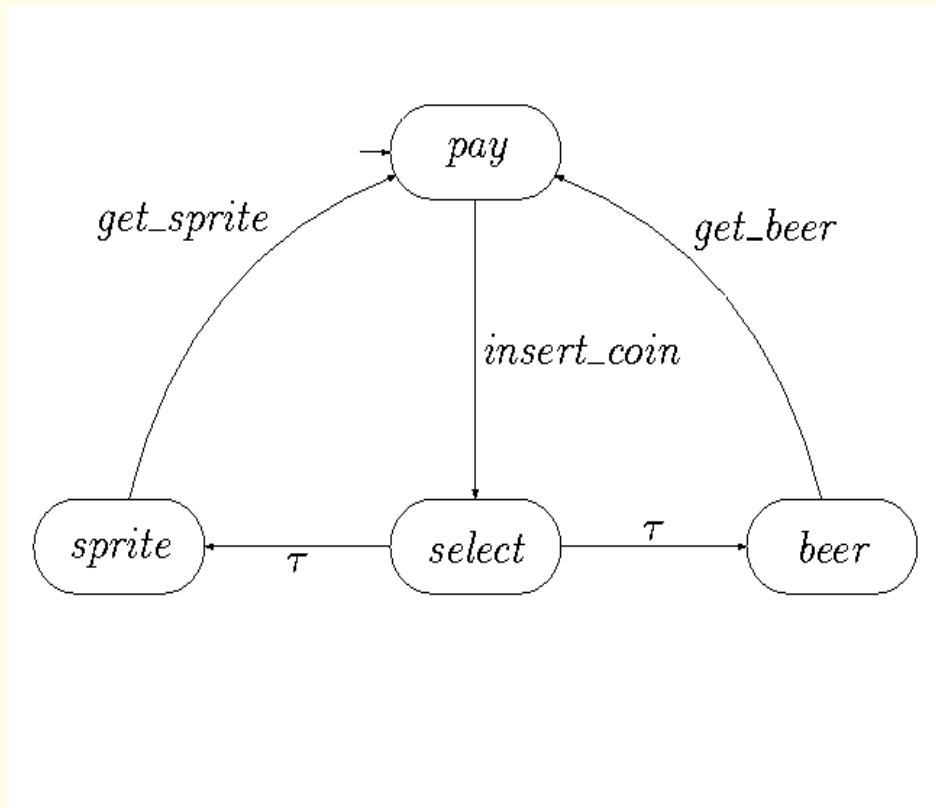 pay
get_sprite
get_beer
insert_coin
sprite
τ
select
τ
beer